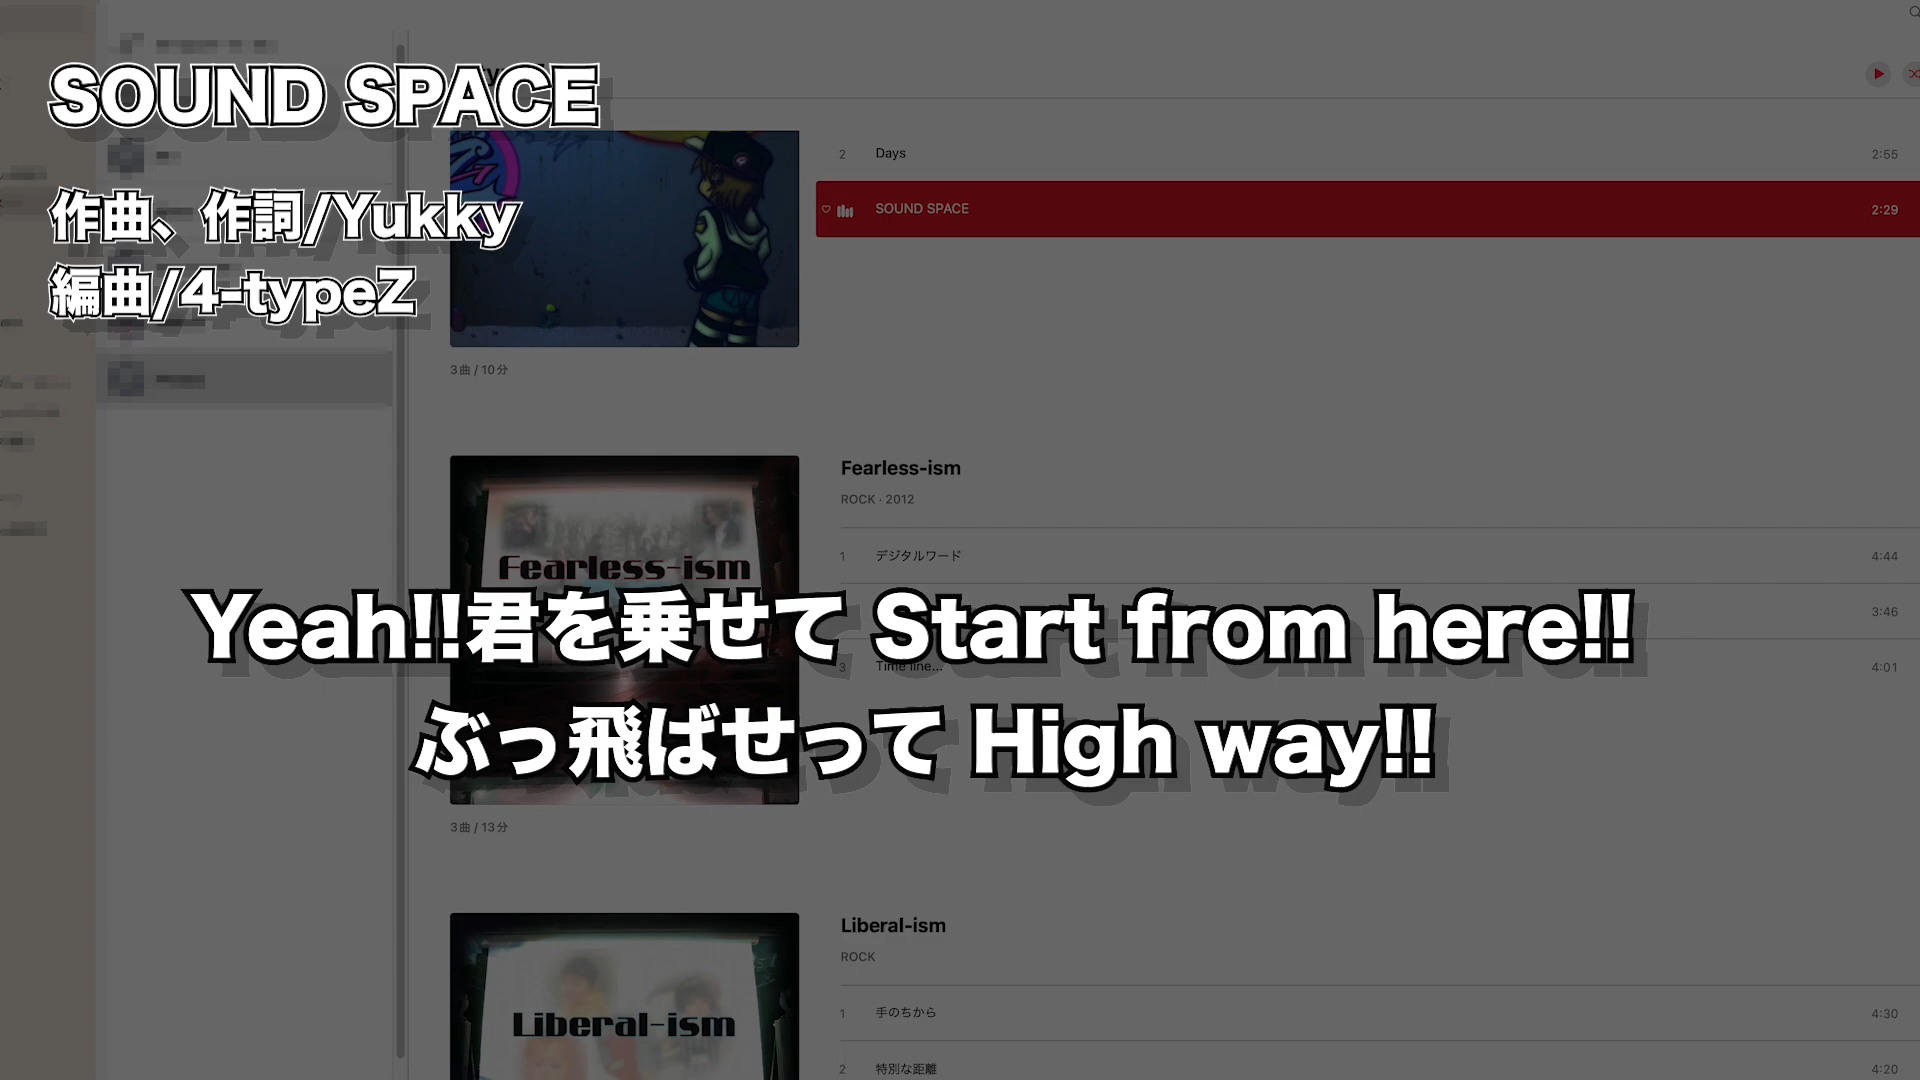 SOUND SPACE
作曲、作詞/Yukky
編曲/4-typeZ
2 Days 2:55
SOUND SPACE 2:29
3曲 / 10分
Fearless-ism
ROCK · 2012
Fearless-ism
1 デジタルワード 4:44
3:46
3 Time line... 4:01
Yeah!!君を乗せて Start from here!!
ぶっ飛ばせって High way!!
3曲 / 13分
Liberal-ism
ROCK
Liberal-ism
1 手のちから 4:30
2 特別な距離 4:20